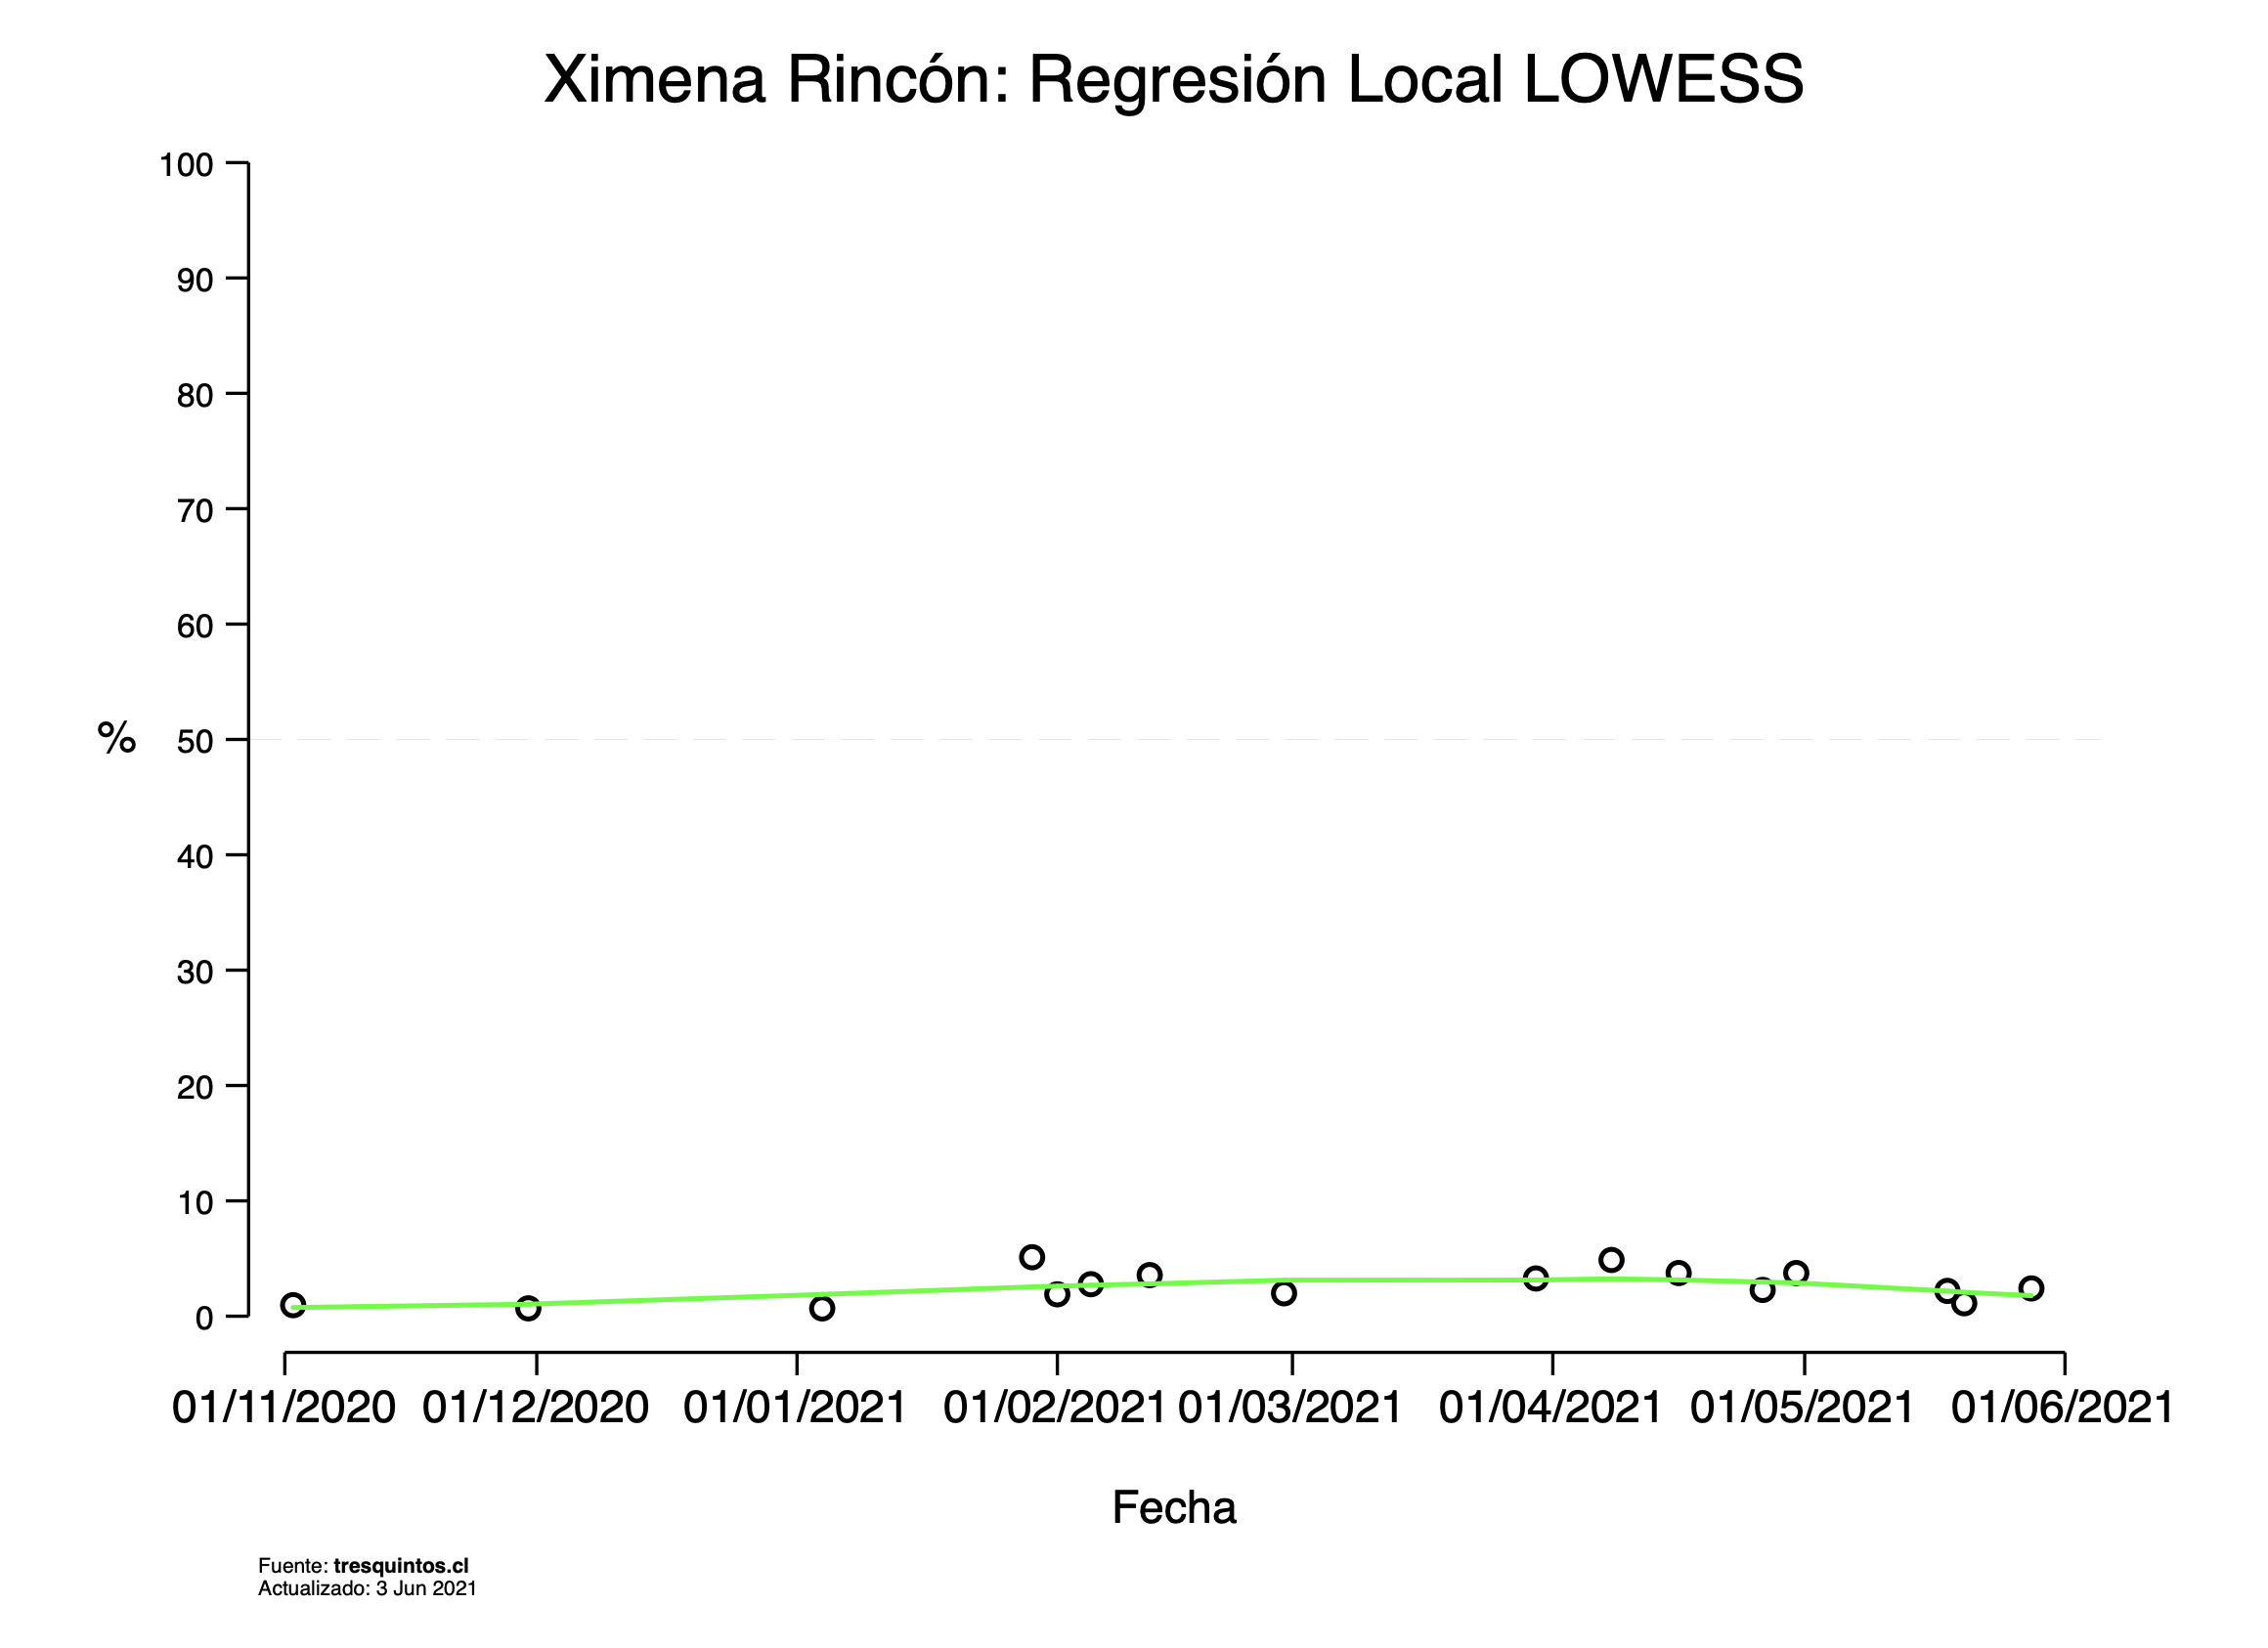 Ximena Rincón: Regresión Local LOWESS
100
90
80
70
60
50
40
30
20
10
0
%
01/11/2020 01/12/2020 01/01/2021 01/02/2021 01/03/2021 01/04/2021 01/05/2021 01/06/2021
Fecha
Fuente: tresquintos.cl
Actualizado: 3 Jun 2021